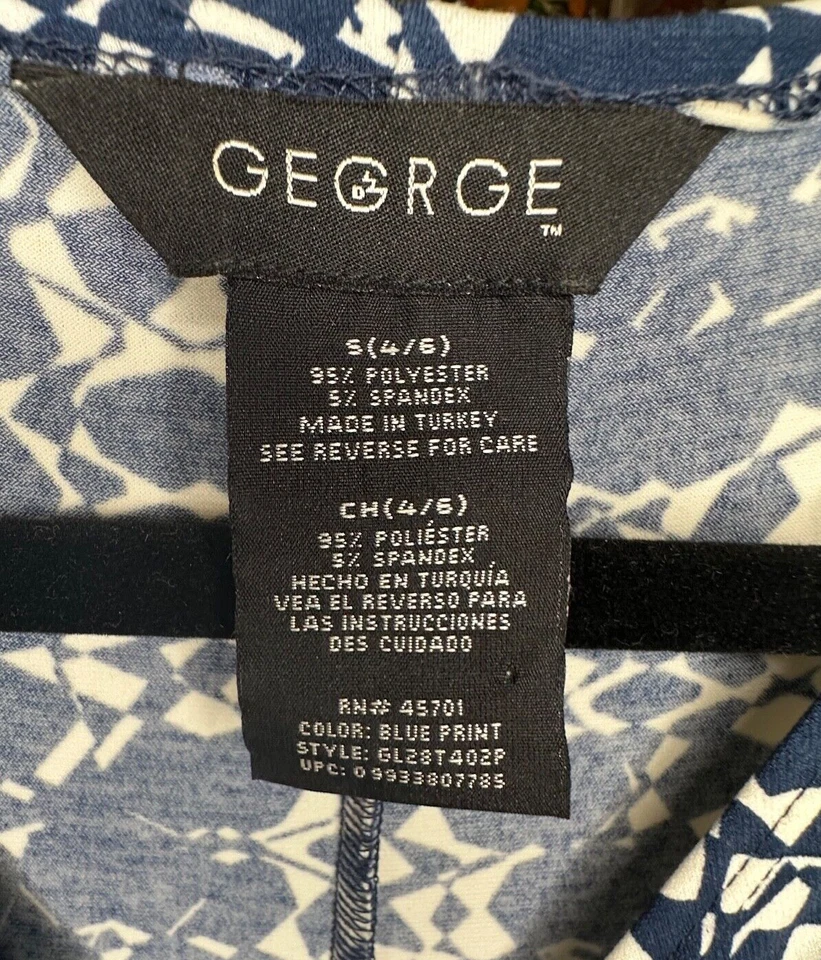 GEORGE
TM
S(4/6)
95% POLYESTER
5% SPANDEX
MADE IN TURKEY
SEE REVERSE FOR CARE
CH(4/6)
95% POLIÉSTER
5% SPANDEX
HECHO EN TURQUÍA
VEA EL REVERSO PARA
LAS INSTRUCCIONES
DES CUIDADO
RN# 45701
COLOR: BLUE PRINT
STYLE: GL28T402P
UPC: 09933807785